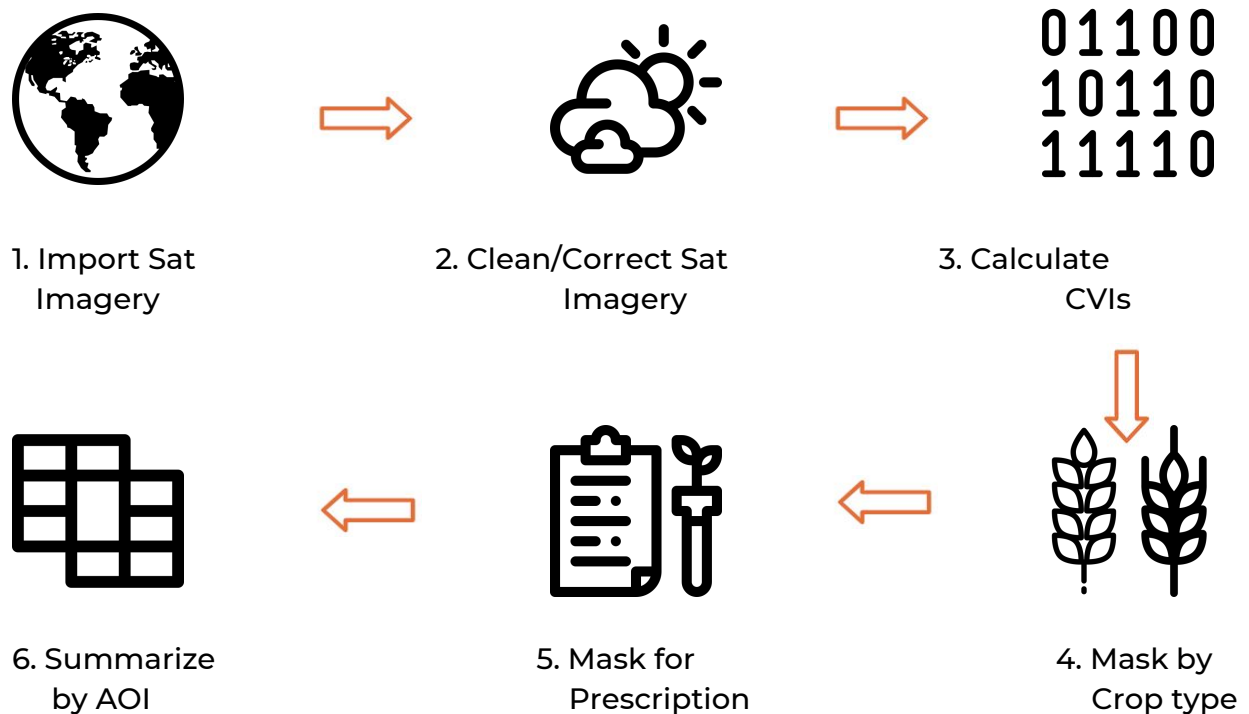 01100
10110
11110
1. Import Sat
Imagery
2. Clean/Correct Sat
Imagery
3. Calculate
CVIs
4. Mask by
Crop type
5. Mask for
Prescription
6. Summarize
by AOI